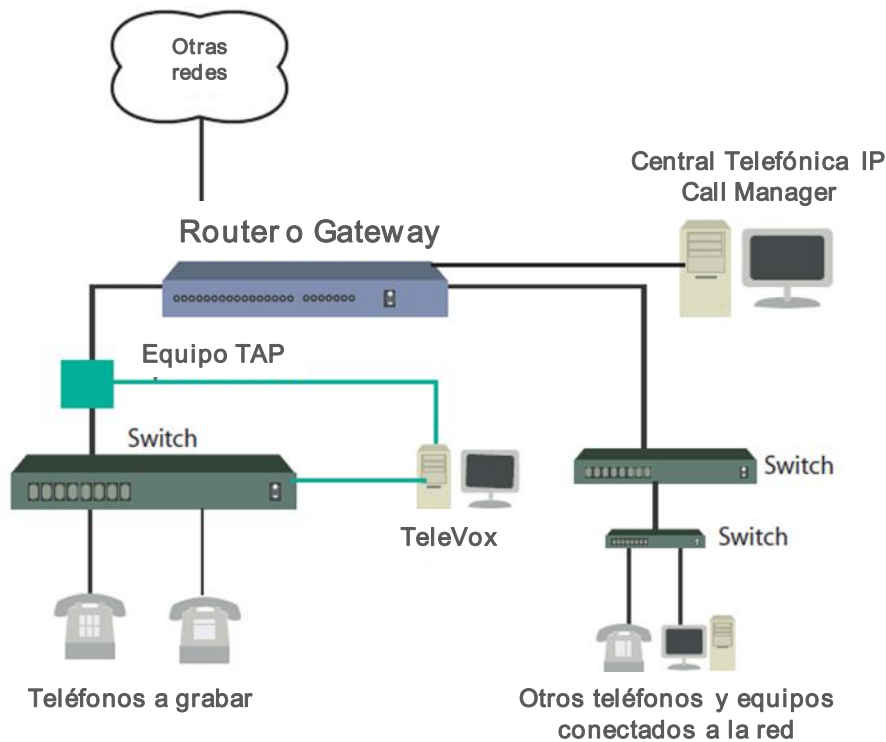 Otras
redes
Central Telefónica IP
Call Manager
Router o Gateway
Equipo TAP
Switch
TeleVox
Switch
Switch
Teléfonos a grabar
Otros teléfonos y equipos
conectados a la red